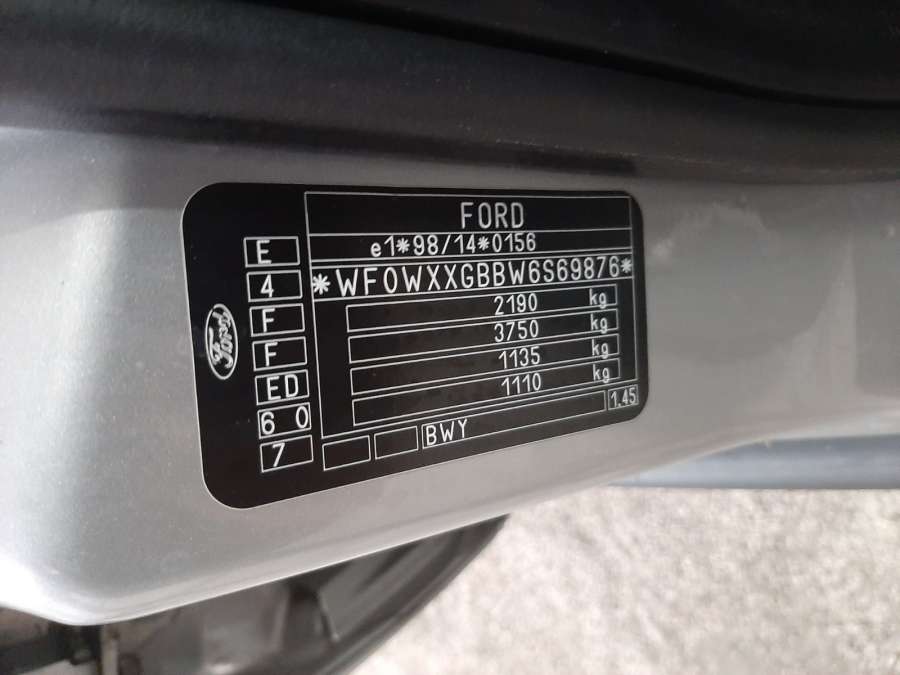 FORD
e1*98/14*0156
*WF0WXXGBBW6S69876*
2190 kg
3750 kg
1135 kg
1110 kg
1.45
BWY
E
4
F
F
ED
6 0
7
Ford